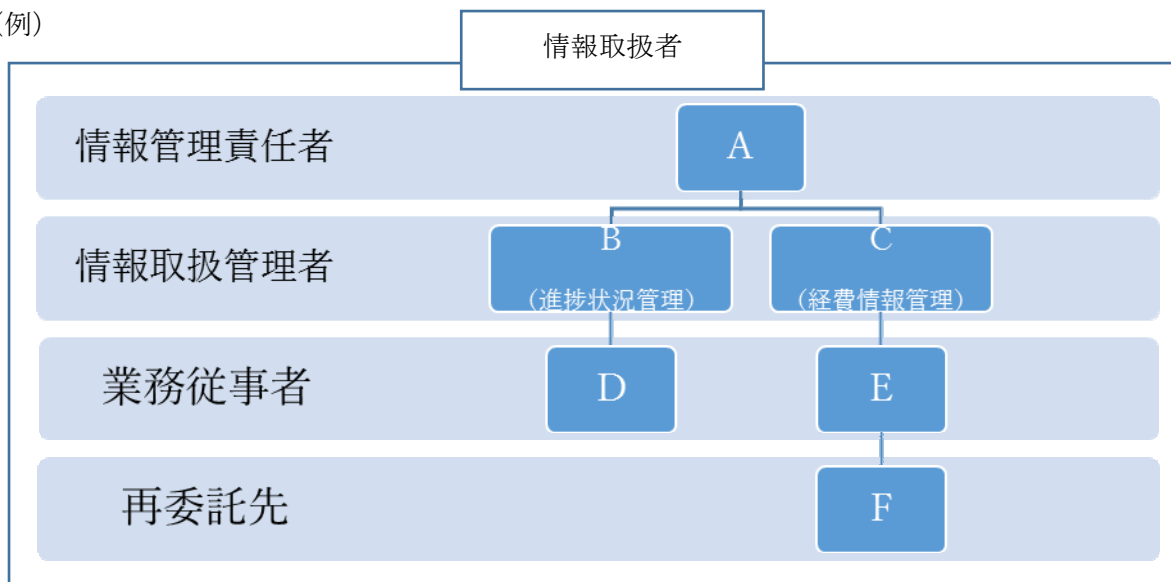 （例）
情報取扱者
情報管理責任者
A
情報取扱管理者
B
（進捗状況管理）
C
（経費情報管理）
業務従事者
D
E
再委託先
F